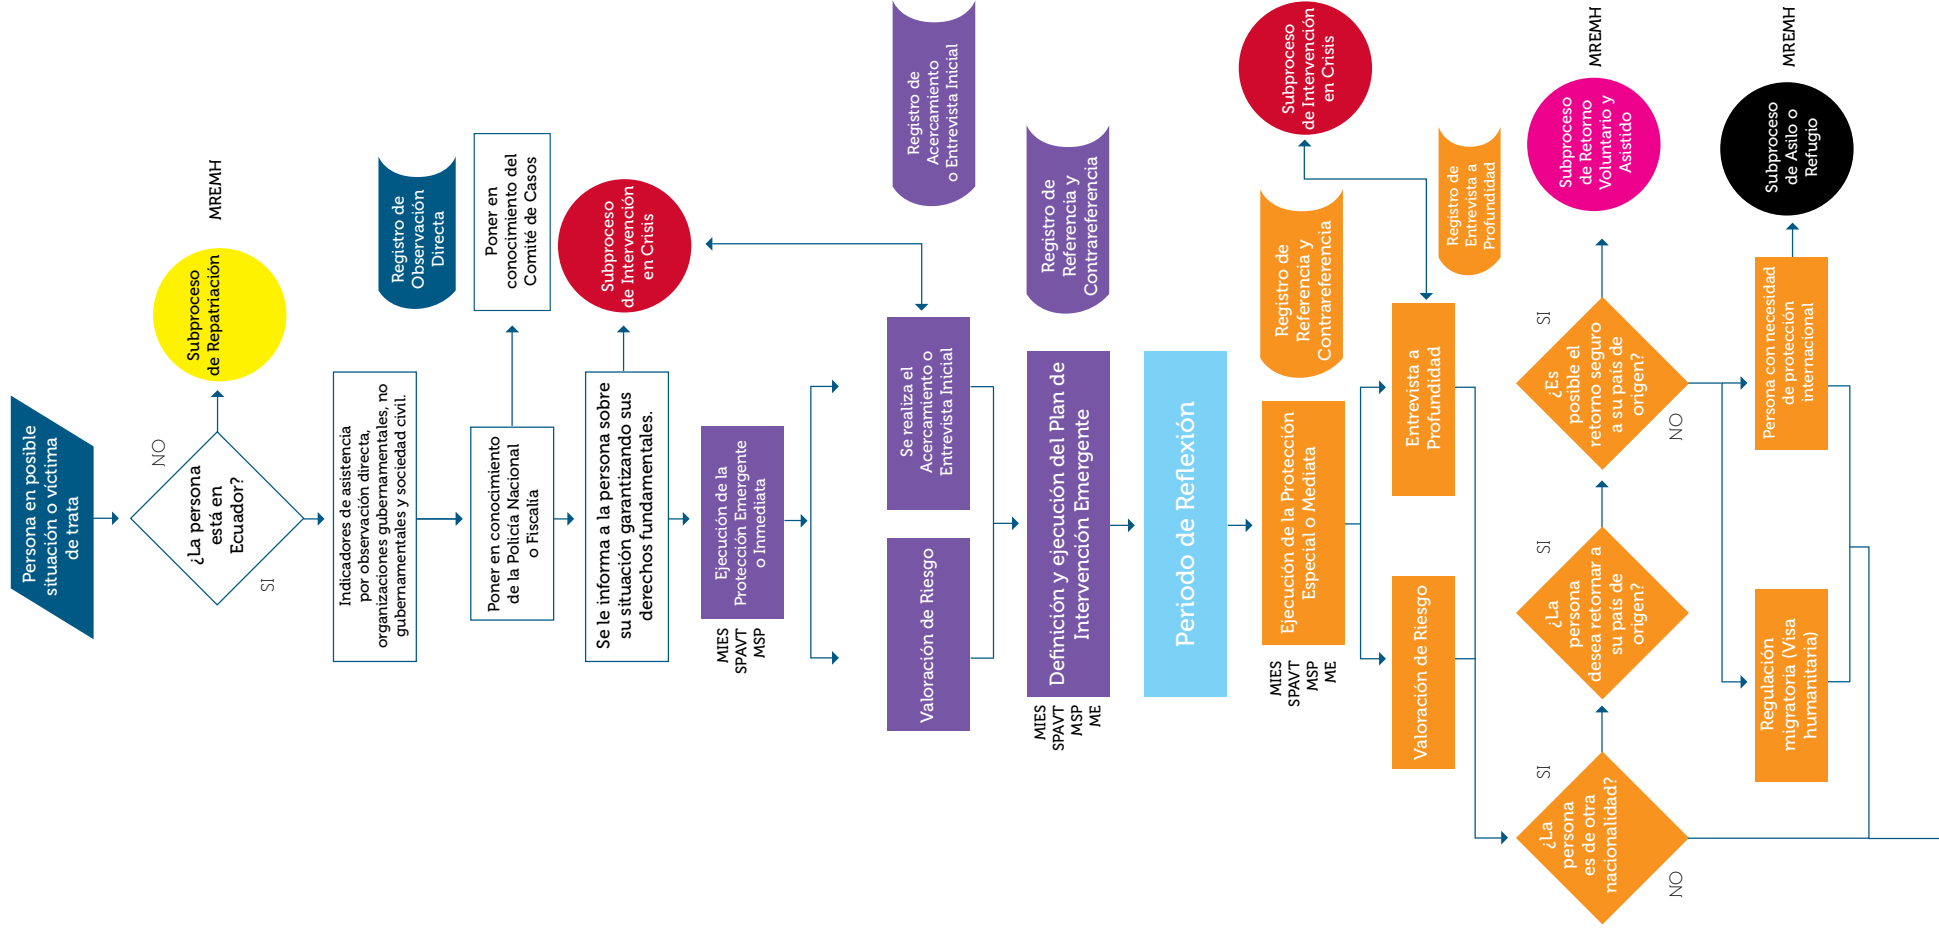 Persona en posible
situación o víctima
de trata
¿La persona
está en
Ecuador?
NO
SI
Subproceso
de Repatriación
MREMH
Indicadores de asistencia
por observación directa,
organizaciones gubernamentales, no
gubernamentales y sociedad civil.
Registro de
Observación
Directa
Poner en conocimiento
de la Policía Nacional
o Fiscalía
Poner en
conocimiento del
Comité de Casos
Se le informa a la persona sobre
su situación garantizando sus
derechos fundamentales.
Subproceso
de Intervención
en Crisis
MIES
SPAVT
MSP
Ejecución de la
Protección Emergente
o Inmediata
Valoración de Riesgo
Se realiza el
Acercamiento o
Entrevista Inicial
Registro de
Acercamiento
o Entrevista Inicial
MIES
SPAVT
MSP
ME
Definición y ejecución del Plan de
Intervención Emergente
Registro de
Referencia y
Contrareferencia
Periodo de Reflexión
MIES
SPAVT
MSP
ME
Ejecución de la Protección
Especial o Mediata
Registro de
Referencia y
Contrareferencia
Subproceso
de Intervención
en Crisis
Valoración de Riesgo
Entrevista a
Profundidad
Registro de
Entrevista a
Profundidad
¿La
persona
es de otra
nacionalidad?
SI
NO
¿La
persona
desea retornar a
su país de
origen?
SI
¿Es
posible el
retorno seguro
a su país de
origen?
SI
NO
Subproceso
de Retorno
Voluntario y
Asistido
MREMH
Regulación
migratoria (Visa
humanitaria)
Persona con necesidad
de protección
internacional
Subproceso
de Asilo o
Refugio
MREMH